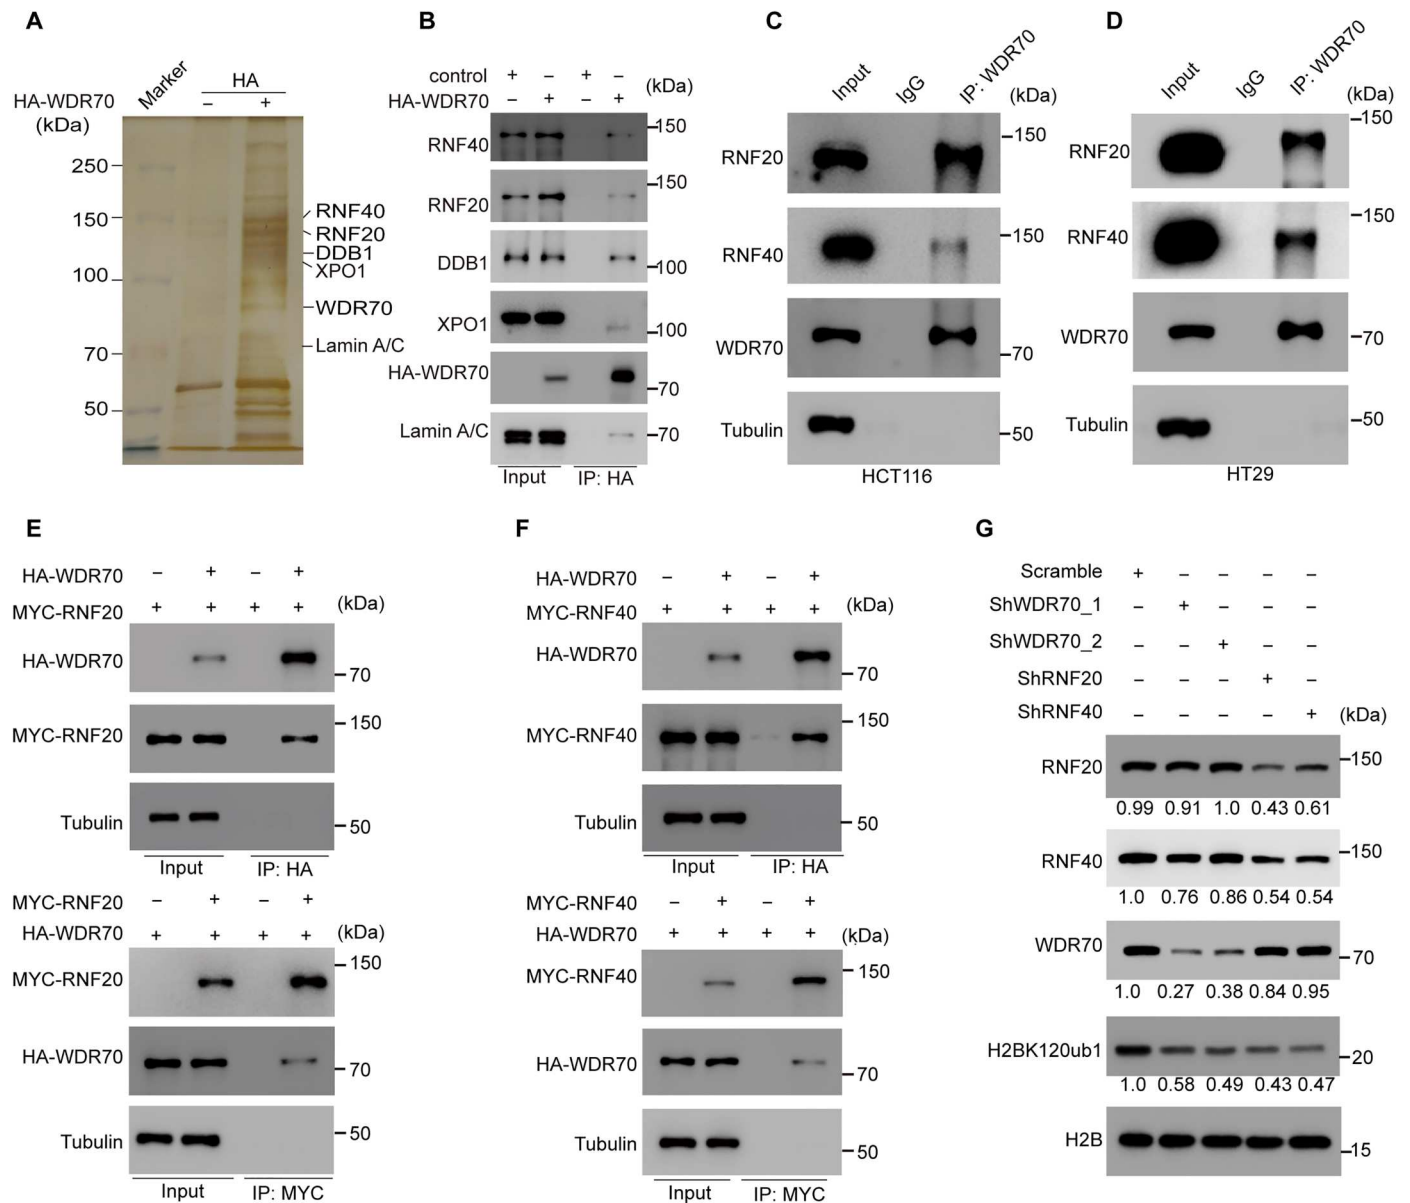 A
Marker
HA
HA-WDR70 – +
(kDa)
250
150
100
70
50
RNF40
RNF20
DDB1
XPO1
WDR70
Lamin A/C
B
control + – + –
HA-WDR70 – + – +
(kDa)
RNF40
150
RNF20
150
DDB1
100
XPO1
100
HA-WDR70
70
Lamin A/C
70
Input IP: HA
C
Input IgG IP: WDR70
(kDa)
RNF20
150
RNF40
150
WDR70
70
Tubulin
50
HCT116
D
Input IgG IP: WDR70
(kDa)
RNF20
150
RNF40
150
WDR70
70
Tubulin
50
HT29
E
HA-WDR70 – + – +
MYC-RNF20 + + + + (kDa)
HA-WDR70
70
MYC-RNF20
150
Tubulin
50
Input IP: HA
MYC-RNF20 – + – +
HA-WDR70 + + + + (kDa)
MYC-RNF20
150
HA-WDR70
70
Tubulin
50
Input IP: MYC
F
HA-WDR70 – + – +
MYC-RNF40 + + + + (kDa)
HA-WDR70
70
MYC-RNF40
150
Tubulin
50
Input IP: HA
MYC-RNF40 – + – +
HA-WDR70 + + + + (kDa)
MYC-RNF40
150
HA-WDR70
70
Tubulin
50
Input IP: MYC
G
Scramble + – – – –
ShWDR70_1 – + – – –
ShWDR70_2 – – + – –
ShRNF20 – – – + –
ShRNF40 – – – – + (kDa)
RNF20
150
0.99 0.91 1.0 0.43 0.61
RNF40
150
1.0 0.76 0.86 0.54 0.54
WDR70
70
1.0 0.27 0.38 0.84 0.95
H2BK120ub1
20
1.0 0.58 0.49 0.43 0.47
H2B
15